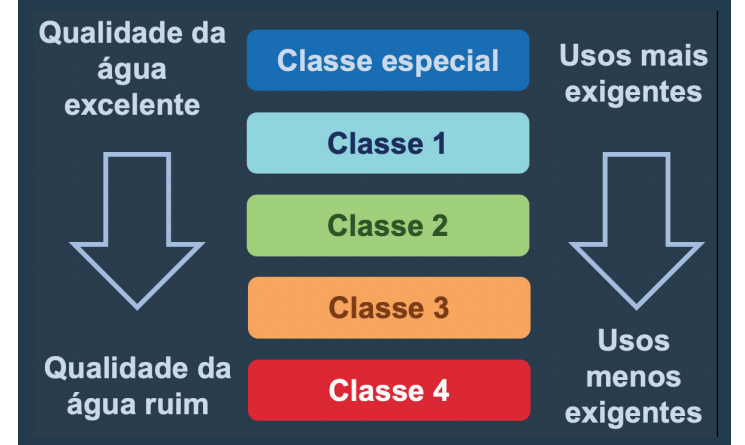 Qualidade da
água
excelente
Classe especial
Usos mais
exigentes
Classe 1
Classe 2
Classe 3
Qualidade da
água ruim
Classe 4
Usos
menos
exigentes